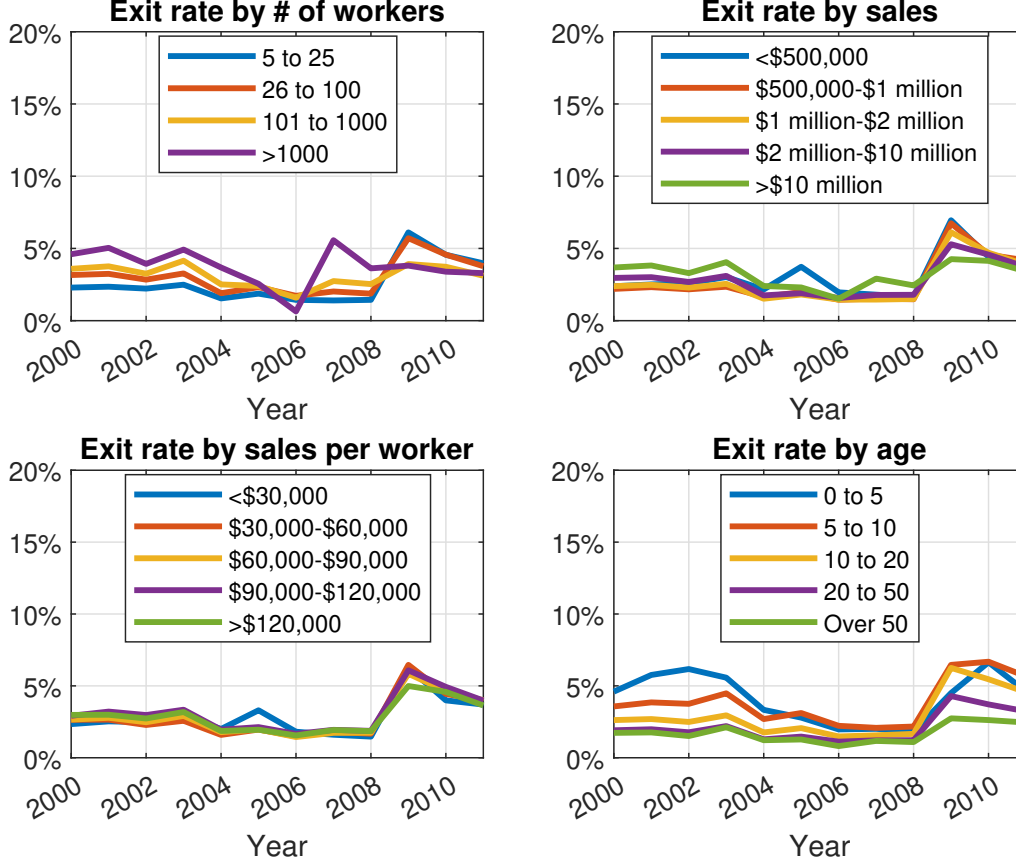 Exit rate by # of workers
20%
15%
10%
5%
0%
5 to 25
26 to 100
101 to 1000
>1000
2000
2002
2004
2006
2008
2010
Year
Exit rate by sales
20%
15%
10%
5%
0%
<$500,000
$500,000-$1 million
$1 million-$2 million
$2 million-$10 million
>$10 million
2000
2002
2004
2006
2008
2010
Year
Exit rate by sales per worker
20%
15%
10%
5%
0%
<$30,000
$30,000-$60,000
$60,000-$90,000
$90,000-$120,000
>$120,000
2000
2002
2004
2006
2008
2010
Year
Exit rate by age
20%
15%
10%
5%
0%
0 to 5
5 to 10
10 to 20
20 to 50
Over 50
2000
2002
2004
2006
2008
2010
Year